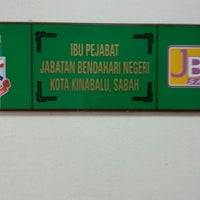 IBU PEJABAT
JABATAN BENDAHARI NEGERI
KOTA KINABALU, SABAH